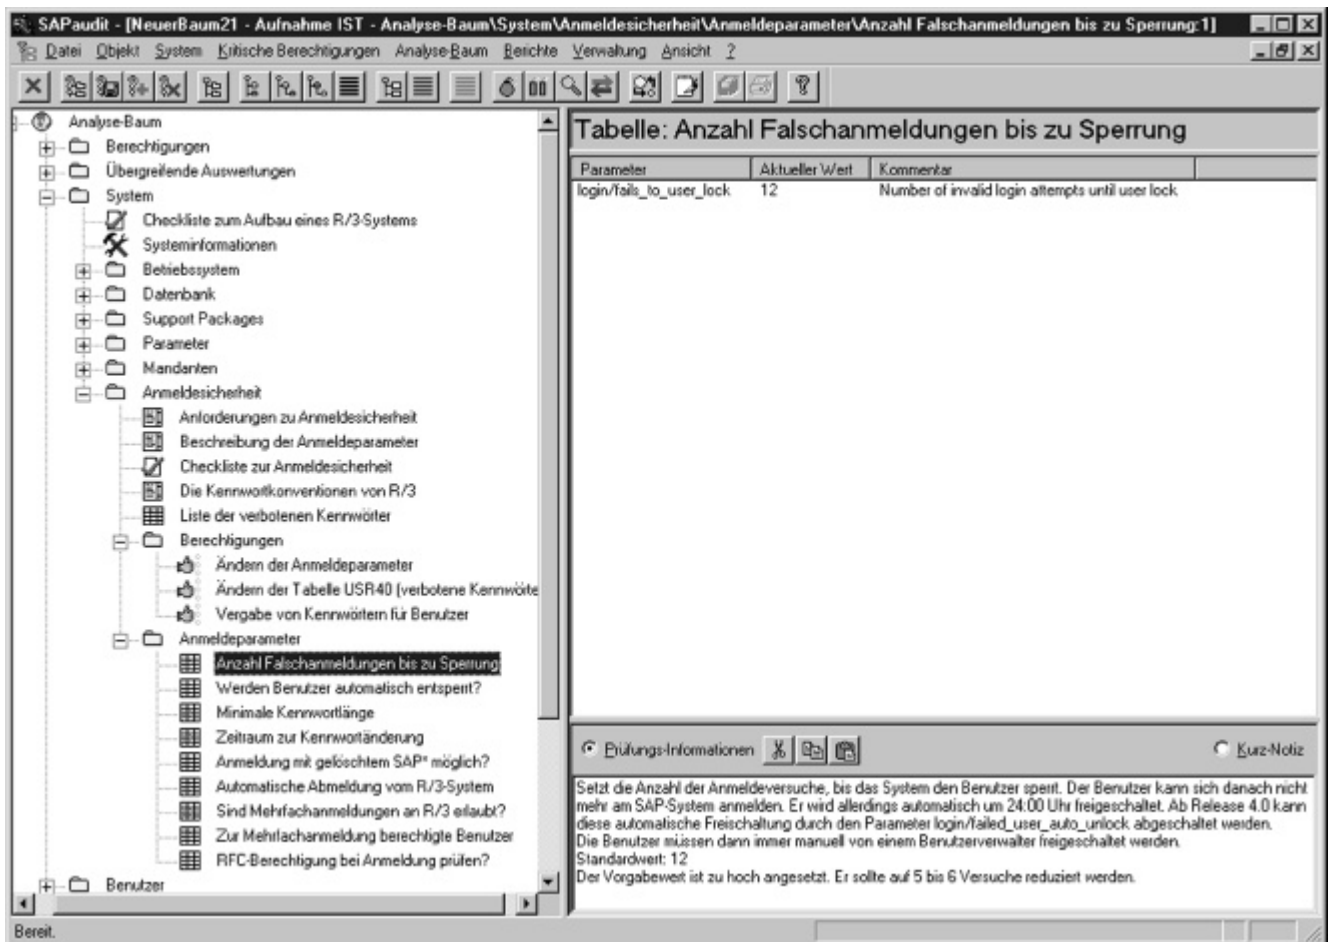 SAPaudit - [NeuerBaum21 - Aufnahme IST - Analyse-Baum\System\Anmeldesicherheit\Anmeldeparameter\Anzahl Falschanmeldungen bis zu Sperrung:1]
Datei Objekt System Kritische Berechtigungen Analyse-Baum Berichte Verwaltung Ansicht ?
Analyse-Baum
Berechtigungen
Übergreifende Auswertungen
System
Checkliste zum Aufbau eines R/3-Systems
Systeminformationen
Betriebssystem
Datenbank
Support Packages
Parameter
Mandanten
Anmeldesicherheit
Anforderungen zu Anmeldesicherheit
Beschreibung der Anmeldeparameter
Checkliste zur Anmeldesicherheit
Die Kennwortkonventionen von R/3
Liste der verbotenen Kennwörter
Berechtigungen
Ändern der Anmeldeparameter
Ändern der Tabelle USR40 (verbotene Kennwörte
Vergabe von Kennwörtern für Benutzer
Anmeldeparameter
Anzahl Falschanmeldungen bis zu Sperrung
Werden Benutzer automatisch entsperrt?
Minimale Kennwortlänge
Zeitraum zur Kennwortänderung
Anmeldung mit gelöschtem SAP* möglich?
Automatische Abmeldung vom R/3-System
Sind Mehrfachanmeldungen an R/3 erlaubt?
Zur Mehrfachanmeldung berechtigte Benutzer
RFC-Berechtigung bei Anmeldung prüfen?
Benutzer
Tabelle: Anzahl Falschanmeldungen bis zu Sperrung
Parameter Aktueller Wert Kommentar
login/fails_to_user_lock 12 Number of invalid login attempts until user lock
Prüfungs-Informationen Kurz-Notiz
Setzt die Anzahl der Anmeldeversuche, bis das System den Benutzer sperrt. Der Benutzer kann sich danach nicht
mehr am SAP-System anmelden. Er wird allerdings automatisch um 24:00 Uhr freigeschaltet. Ab Release 4.0 kann
diese automatische Freischaltung durch den Parameter login/failed_user_auto_unlock abgeschaltet werden.
Die Benutzer müssen dann immer manuell von einem Benutzerverwalter freigeschaltet werden.
Standardwert: 12
Der Vorgabewert ist zu hoch angesetzt. Er sollte auf 5 bis 6 Versuche reduziert werden.
Bereit.